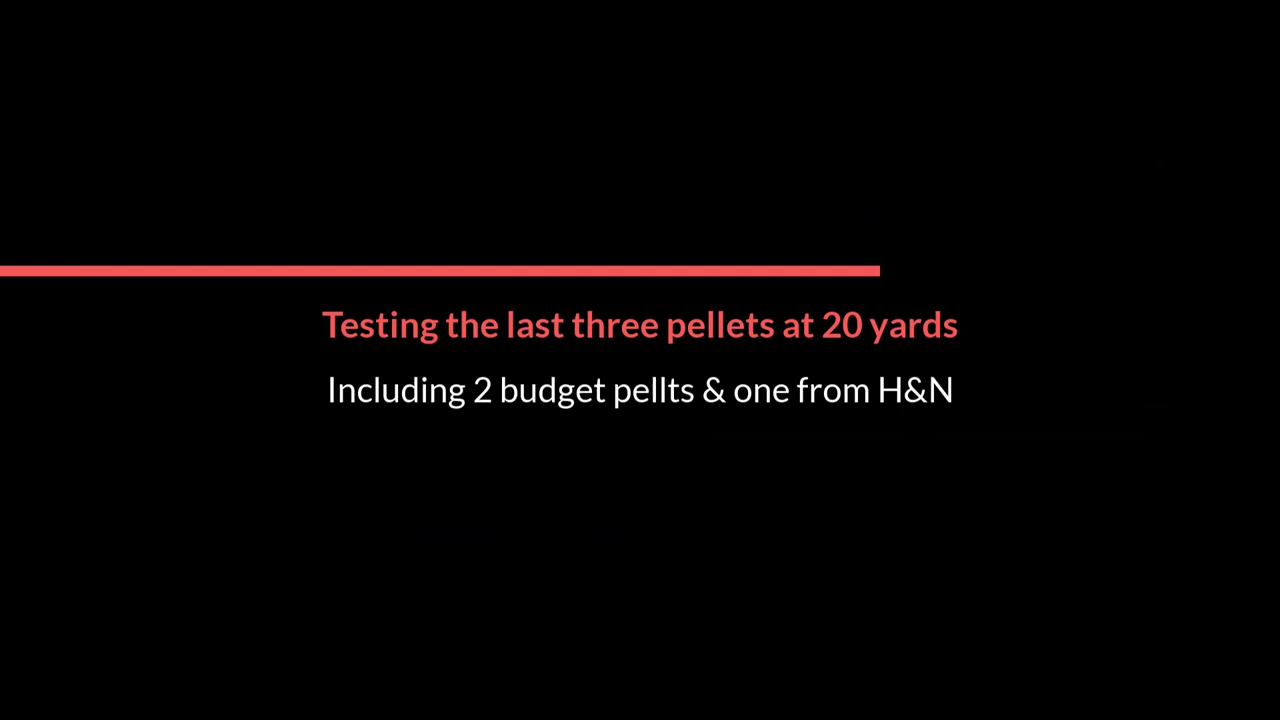 Testing the last three pellets at 20 yards
Including 2 budget pellts & one from H&N